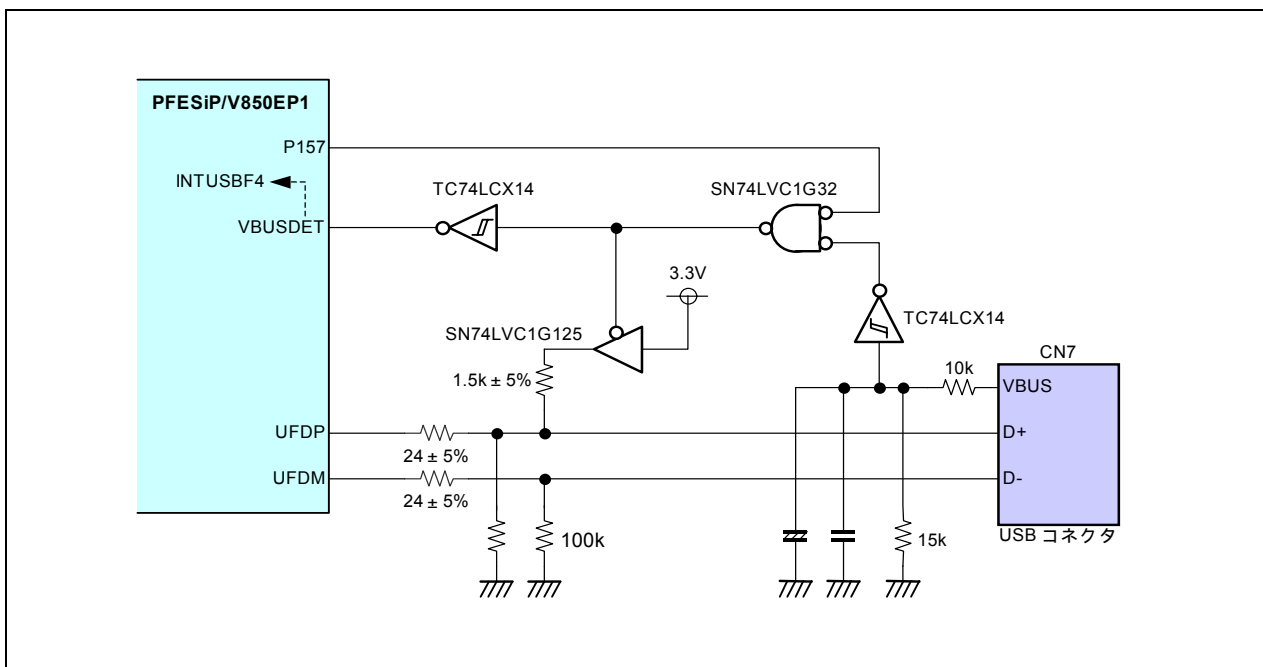 PFESiP/V850EP1
P157
INTUSBF4
TC74LCX14
SN74LVC1G32
VBUSDET
3.3V
SN74LVC1G125
TC74LCX14
CN7
1.5k ± 5%
10k
VBUS
UFDP
D+
24 ± 5%
UFDM
D-
24 ± 5%
100k
15k
USB コネクタ